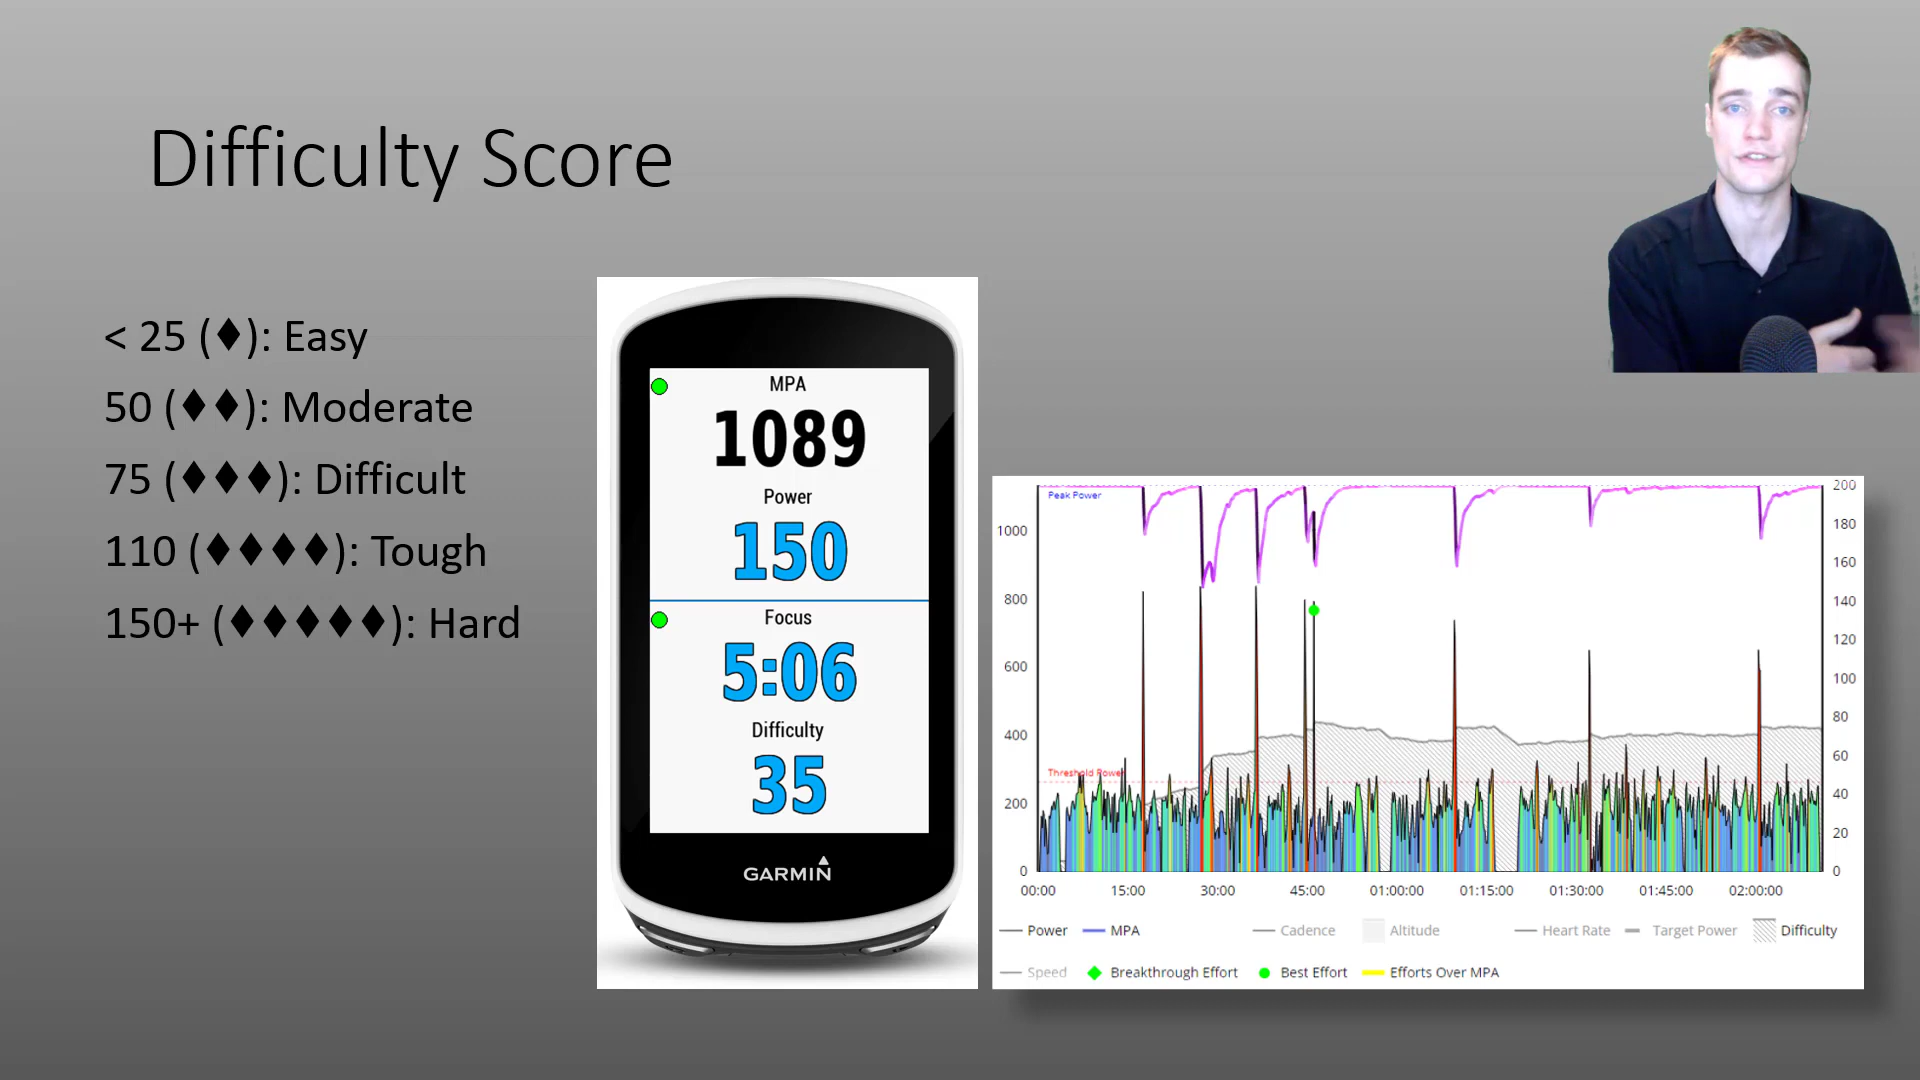 Difficulty Score
< 25 (♦): Easy
50 (♦♦): Moderate
75 (♦♦♦): Difficult
110 (♦♦♦♦): Tough
150+ (♦♦♦♦♦): Hard
MPA
1089
Power
150
Focus
5:06
Difficulty
35
GARMIN
Peak Power
Threshold Power
1000
800
600
400
200
0
200
180
160
140
120
100
80
60
40
20
0
00:00 15:00 30:00 45:00 01:00:00 01:15:00 01:30:00 01:45:00 02:00:00
Power MPA Cadence Altitude Heart Rate Target Power Difficulty
Speed Breakthrough Effort Best Effort Efforts Over MPA